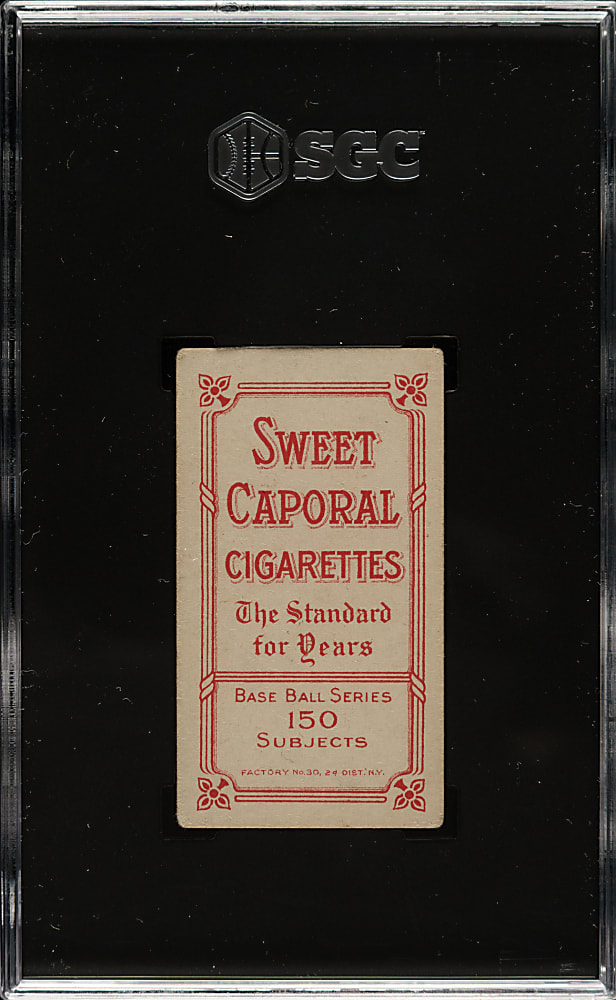 SGC
SWEET
CAPORAL
CIGARETTES
The Standard
for Years
BASE BALL SERIES
150
SUBJECTS
FACTORY No. 30, 2d DIST. N.Y.